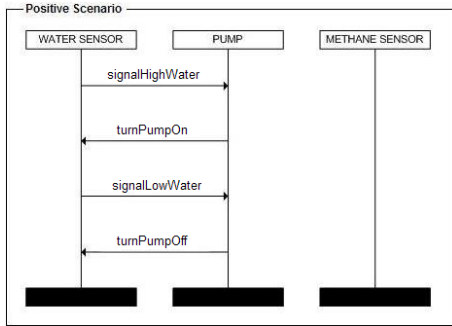 Positive Scenario
WATER SENSOR PUMP METHANE SENSOR
signalHighWater
turnPumpOn
signalLowWater
turnPumpOff